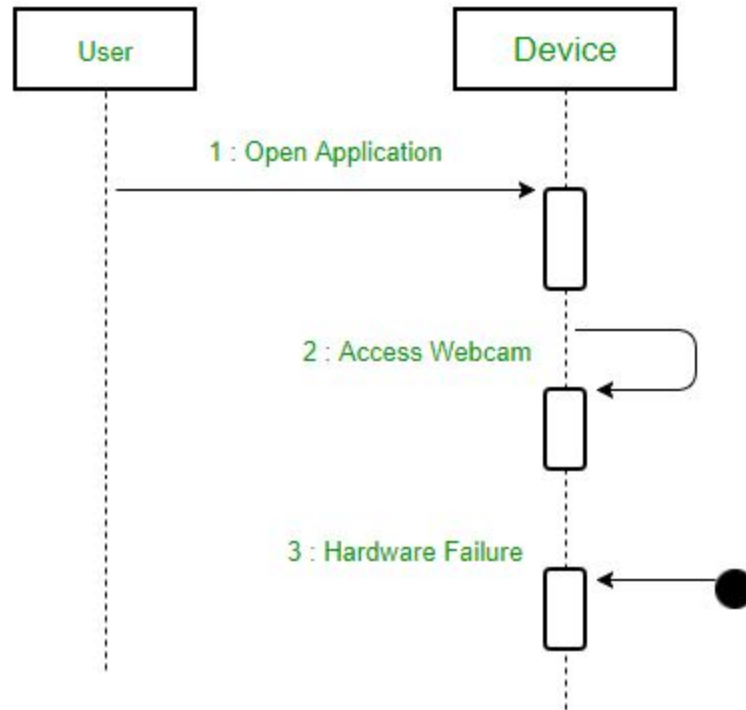 User
Device
1 : Open Application
2 : Access Webcam
3 : Hardware Failure